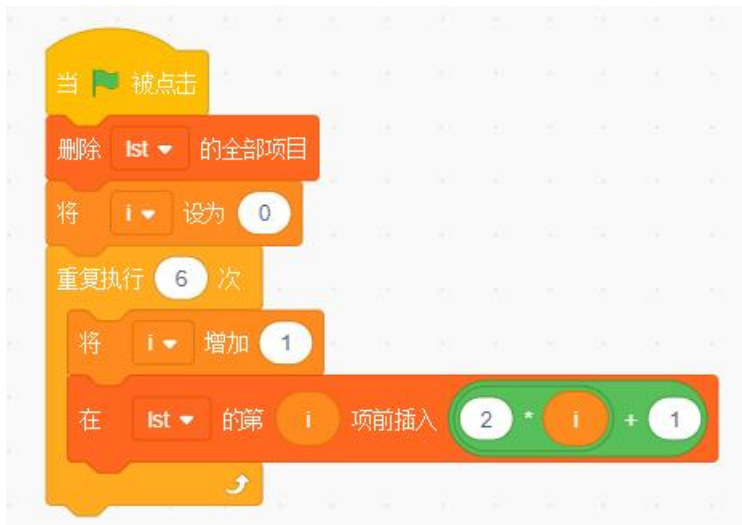 当 被点击
删除 lst 的全部项目
将 i 设为 0
重复执行 6 次
将 i 增加 1
在 lst 的第 i 项前插入 2 * i + 1